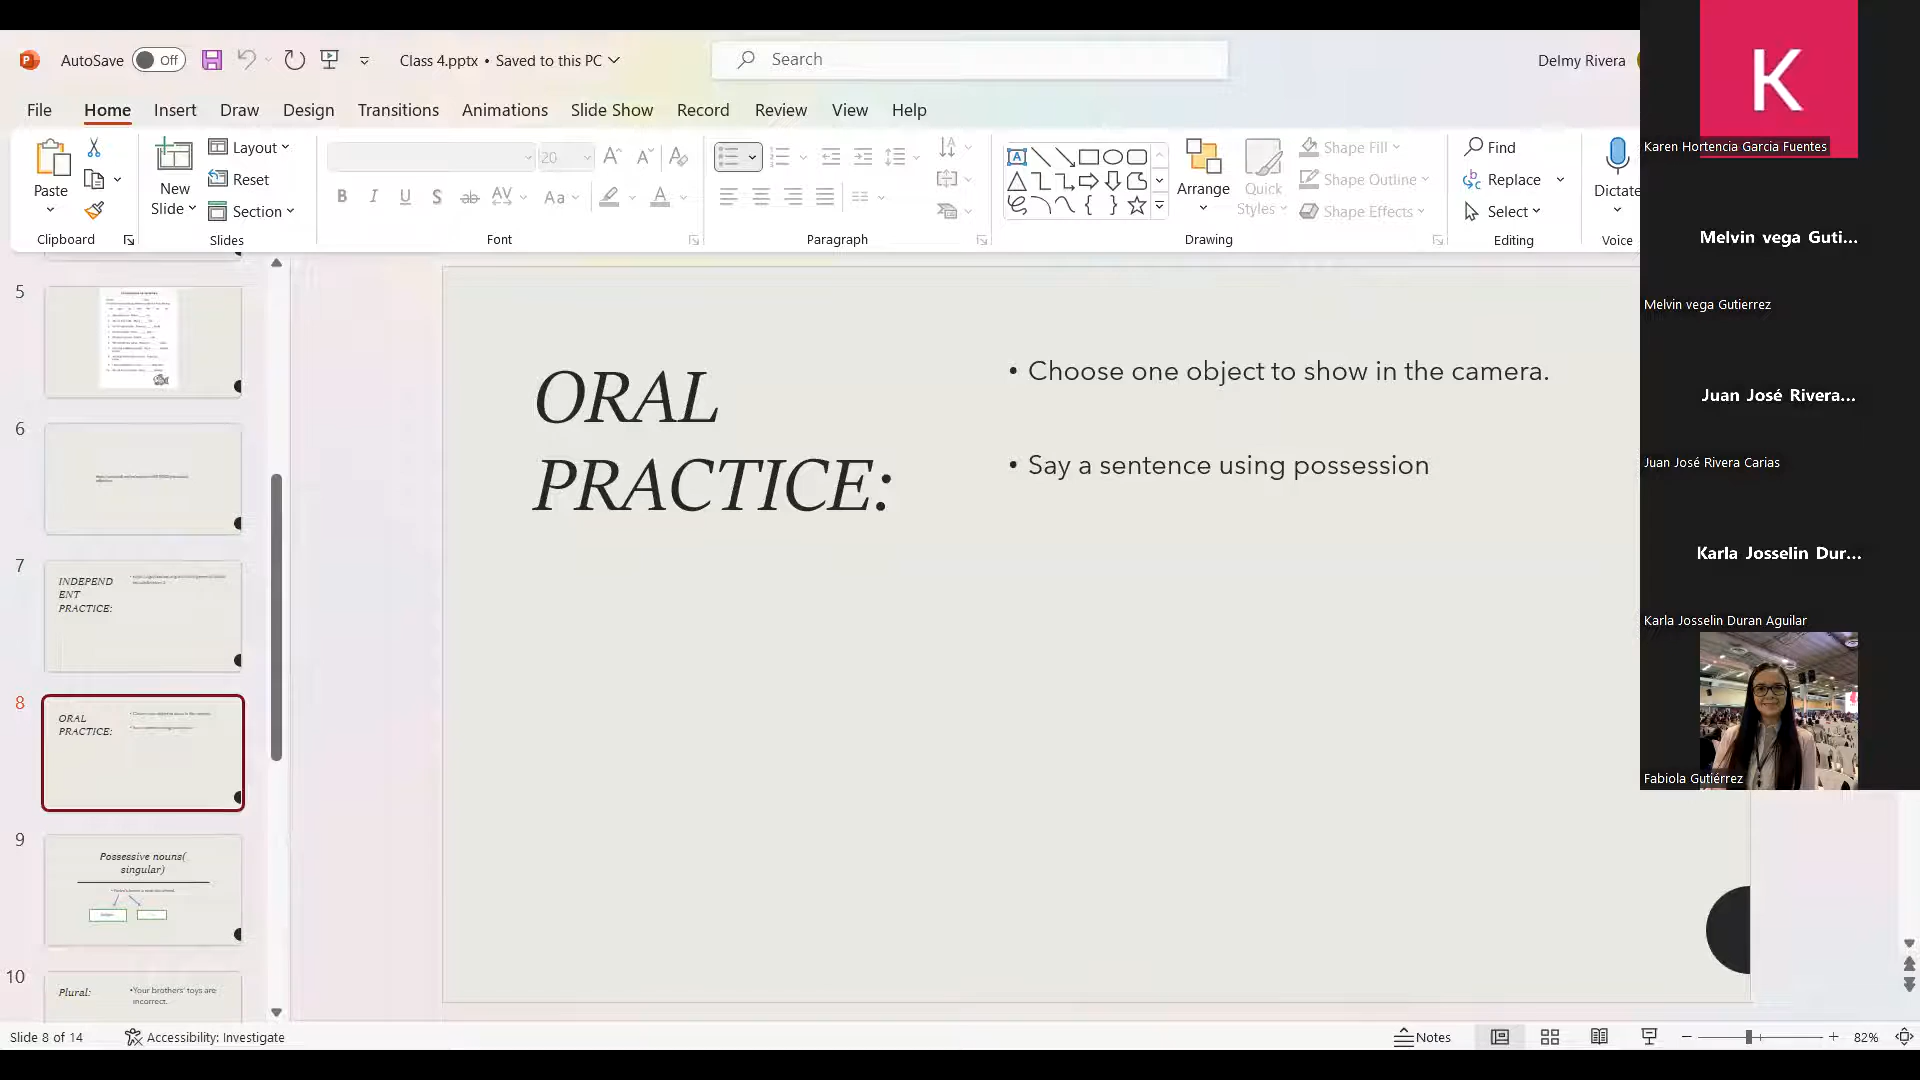 AutoSave Off Class 4.pptx • Saved to this PC Search Delmy Rivera
File Home Insert Draw Design Transitions Animations Slide Show Record Review View Help
Paste
New Slide
Layout
Reset
Section
20
Arrange
Quick Styles
Shape Fill
Shape Outline
Shape Effects
Find
Replace
Select
Dictate
Clipboard Slides Font Paragraph Drawing Editing Voice
5
6
7
INDEPEND
ENT
PRACTICE:
8
ORAL
PRACTICE:
9
Possessive nouns(
singular)
10
Plural:
•Your brothers' toys are
incorrect.
ORAL
PRACTICE:
• Choose one object to show in the camera.
• Say a sentence using possession
K
Karen Hortencia Garcia Fuentes
Melvin vega Guti...
Melvin vega Gutierrez
Juan José Rivera...
Juan José Rivera Carias
Karla Josselin Dur...
Karla Josselin Duran Aguilar
Fabiola Gutiérrez
Slide 8 of 14 Accessibility: Investigate Notes 82%